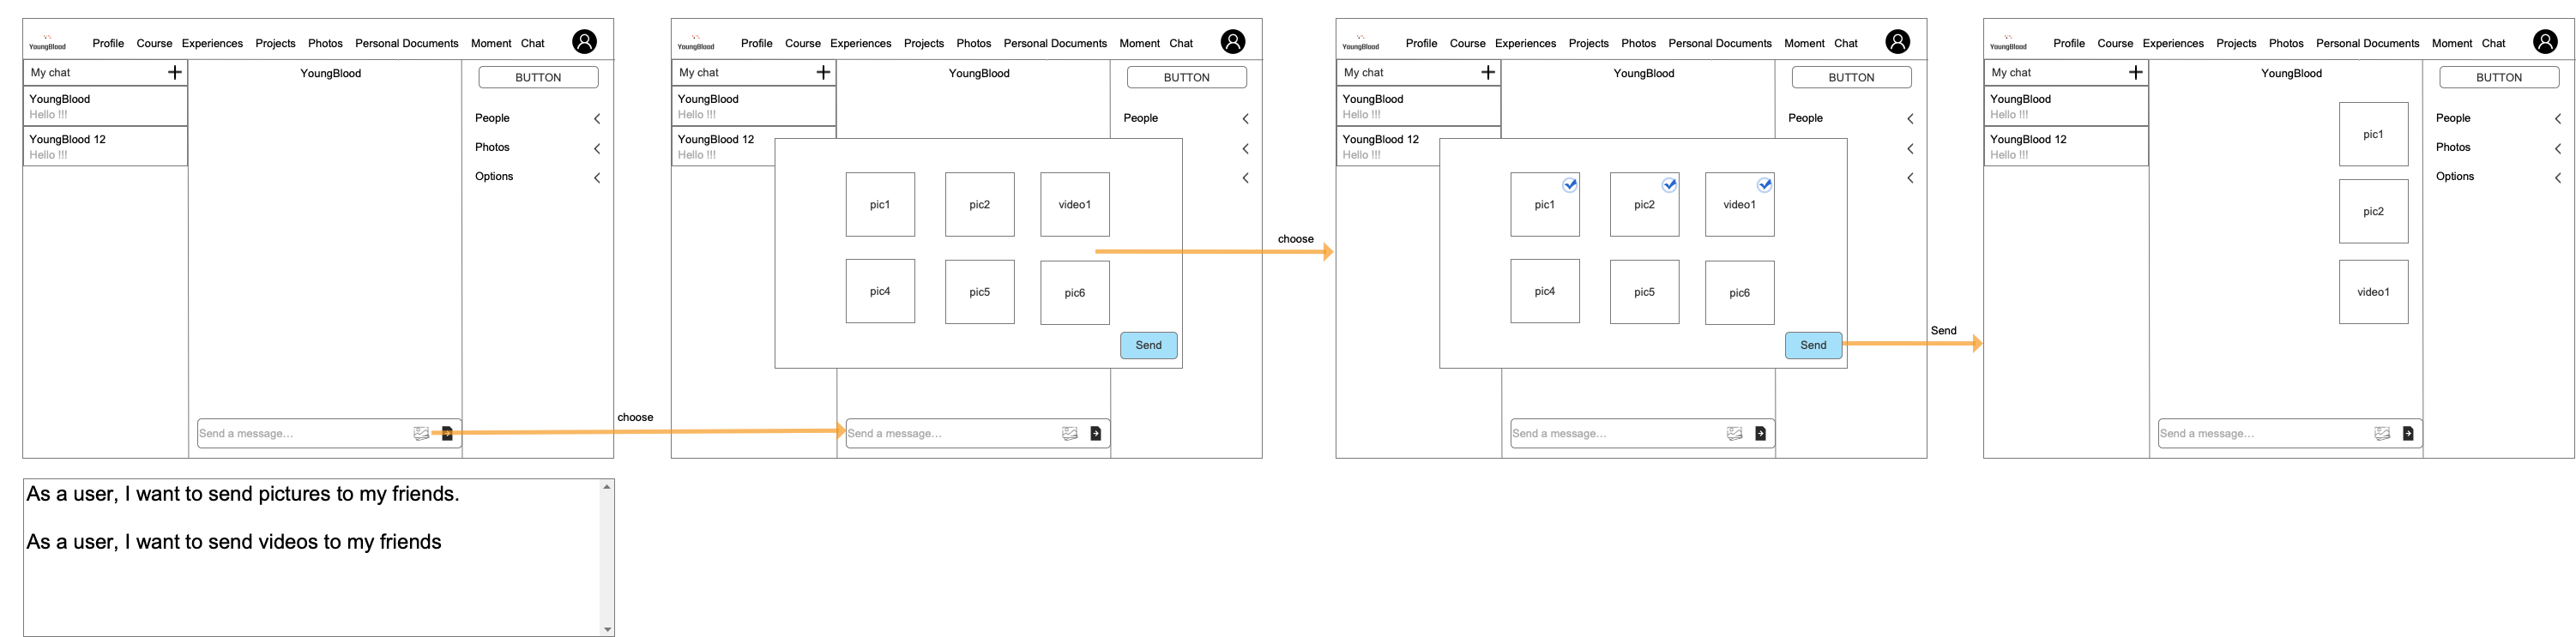 YoungBlood Profile Course Experiences Projects Photos Personal Documents Moment Chat
My chat
YoungBlood
Hello !!!
YoungBlood 12
Hello !!!
YoungBlood
Send a message...
BUTTON
People
Photos
Options
choose
YoungBlood Profile Course Experiences Projects Photos Personal Documents Moment Chat
My chat
YoungBlood
Hello !!!
YoungBlood 12
Hello !!!
YoungBlood
BUTTON
People
pic1 pic2 video1
pic4 pic5 pic6
Send
Send a message...
choose
YoungBlood Profile Course Experiences Projects Photos Personal Documents Moment Chat
My chat
YoungBlood
Hello !!!
YoungBlood 12
Hello !!!
YoungBlood
BUTTON
People
pic1 pic2 video1
pic4 pic5 pic6
Send
Send a message...
Send
YoungBlood Profile Course Experiences Projects Photos Personal Documents Moment Chat
My chat
YoungBlood
Hello !!!
YoungBlood 12
Hello !!!
YoungBlood
pic1
pic2
video1
Send a message...
BUTTON
People
Photos
Options
As a user, I want to send pictures to my friends.
As a user, I want to send videos to my friends